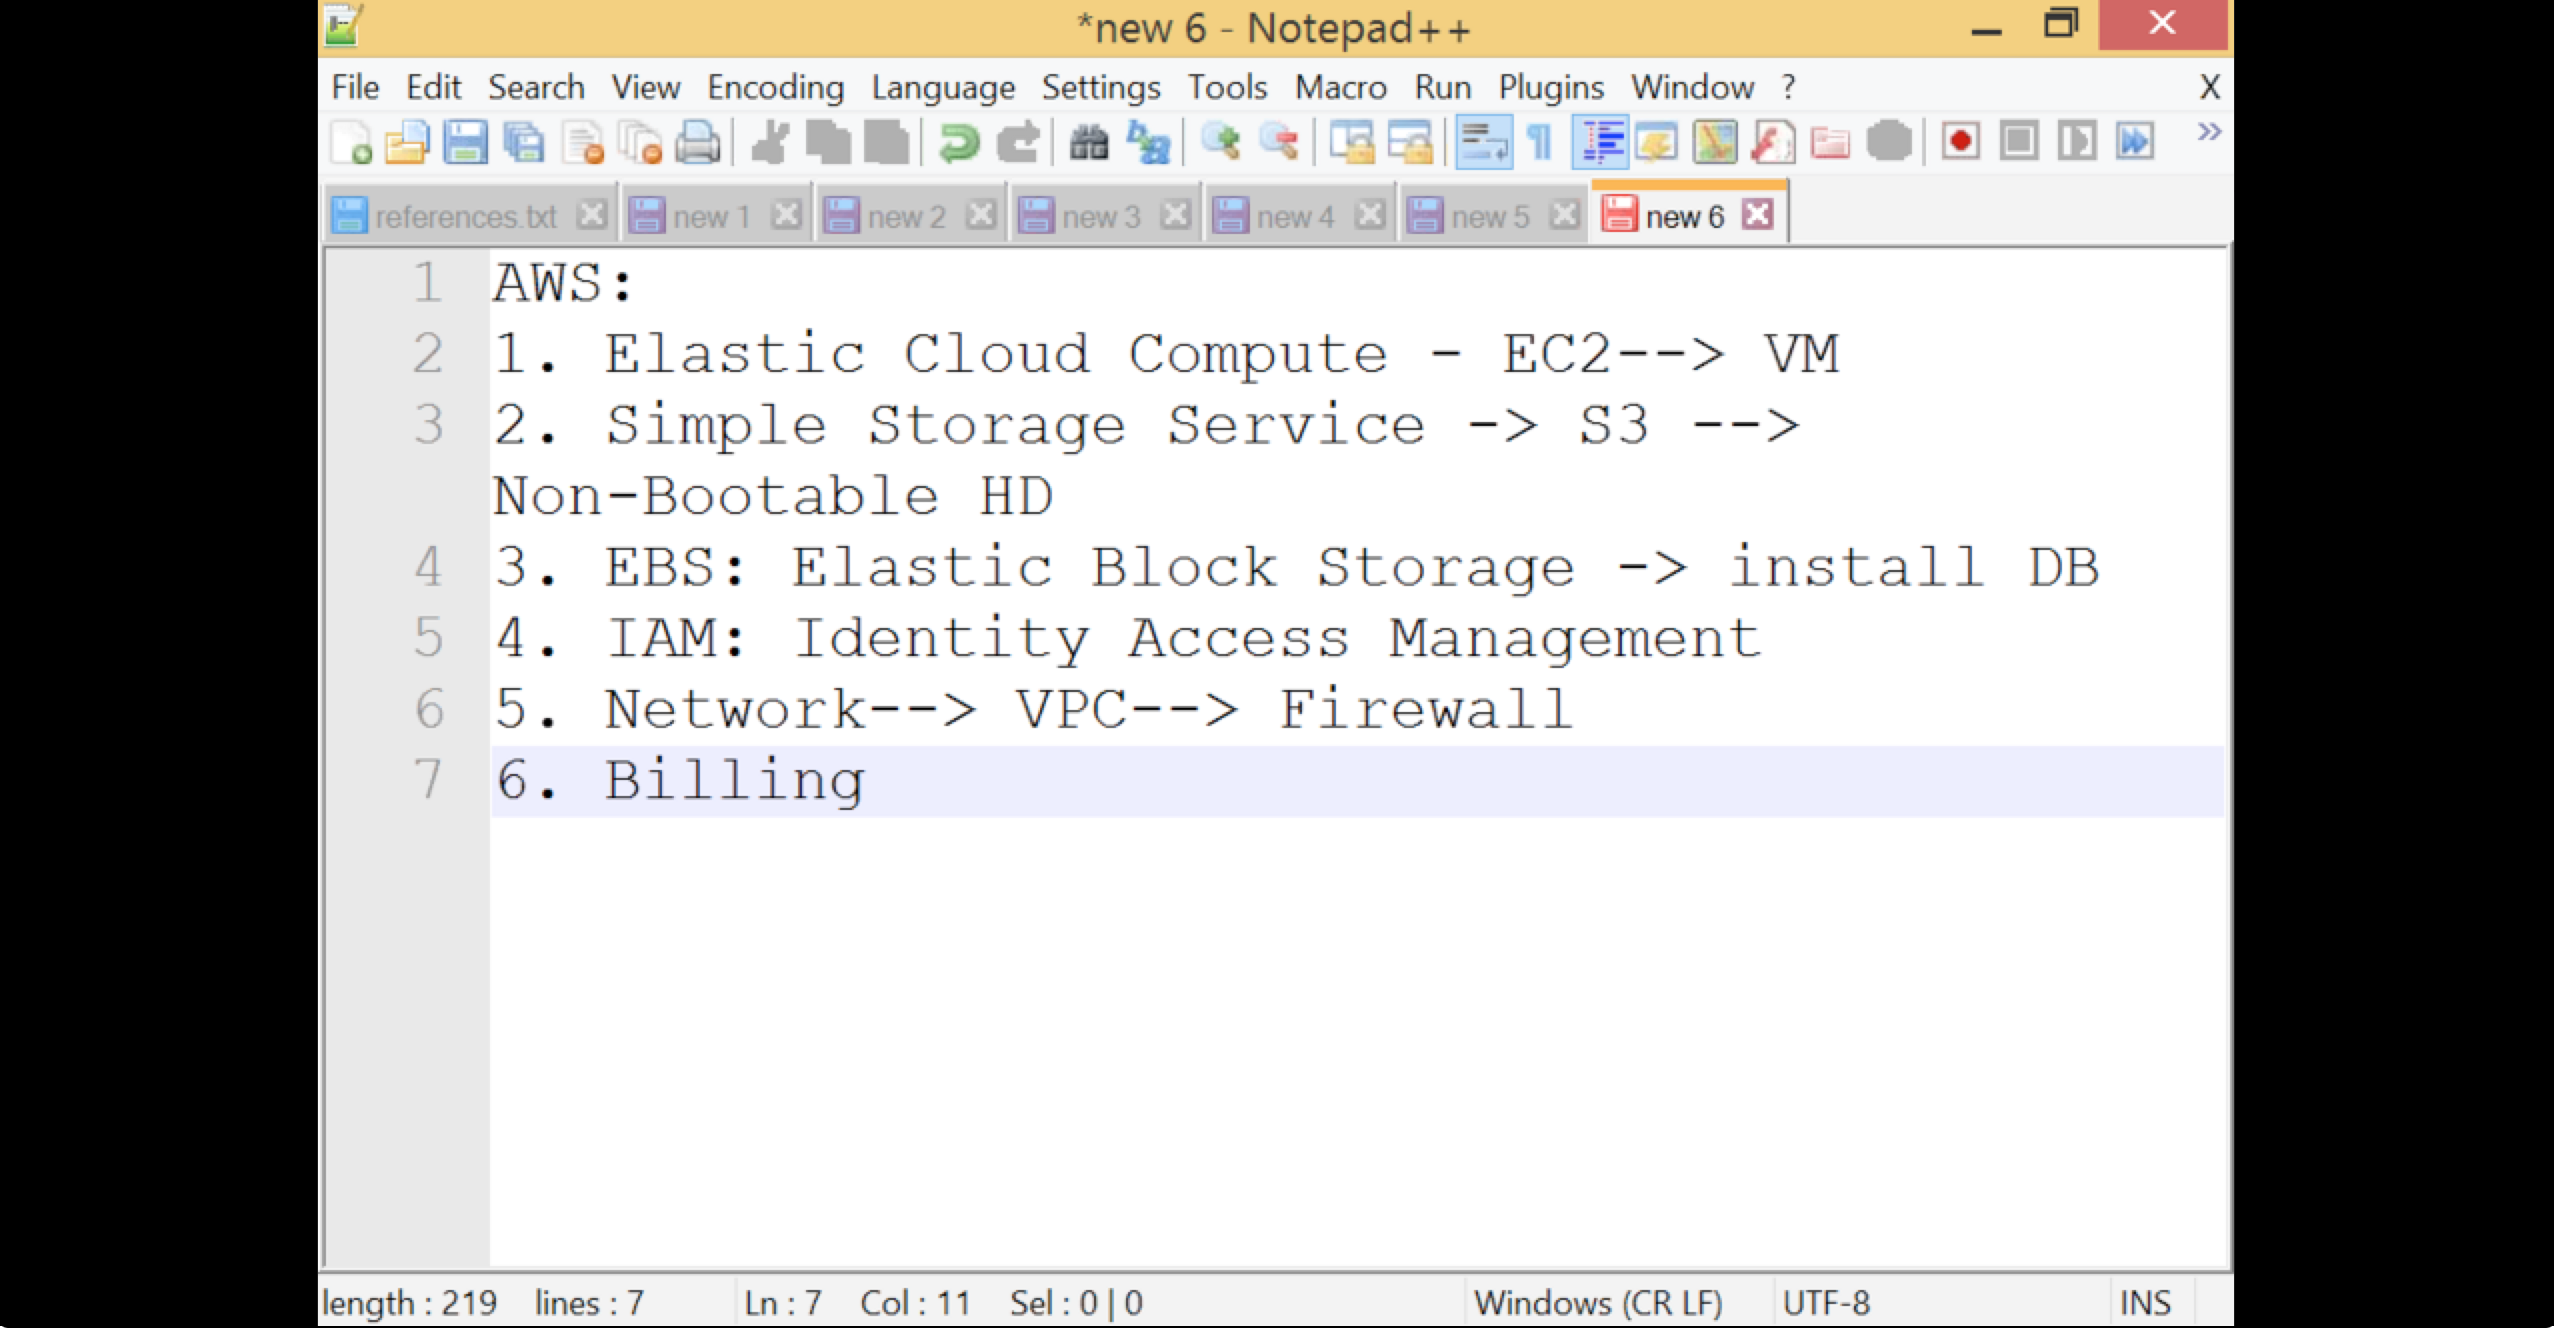 *new 6 - Notepad++
File Edit Search View Encoding Language Settings Tools Macro Run Plugins Window ? X
references.txt new 1 new 2 new 3 new 4 new 5 new 6
1 AWS:
2 1. Elastic Cloud Compute - EC2--> VM
3 2. Simple Storage Service -> S3 -->
Non-Bootable HD
4 3. EBS: Elastic Block Storage -> install DB
5 4. IAM: Identity Access Management
6 5. Network--> VPC--> Firewall
7 6. Billing
length : 219 lines : 7 Ln : 7 Col : 11 Sel : 0 | 0 Windows (CR LF) UTF-8 INS